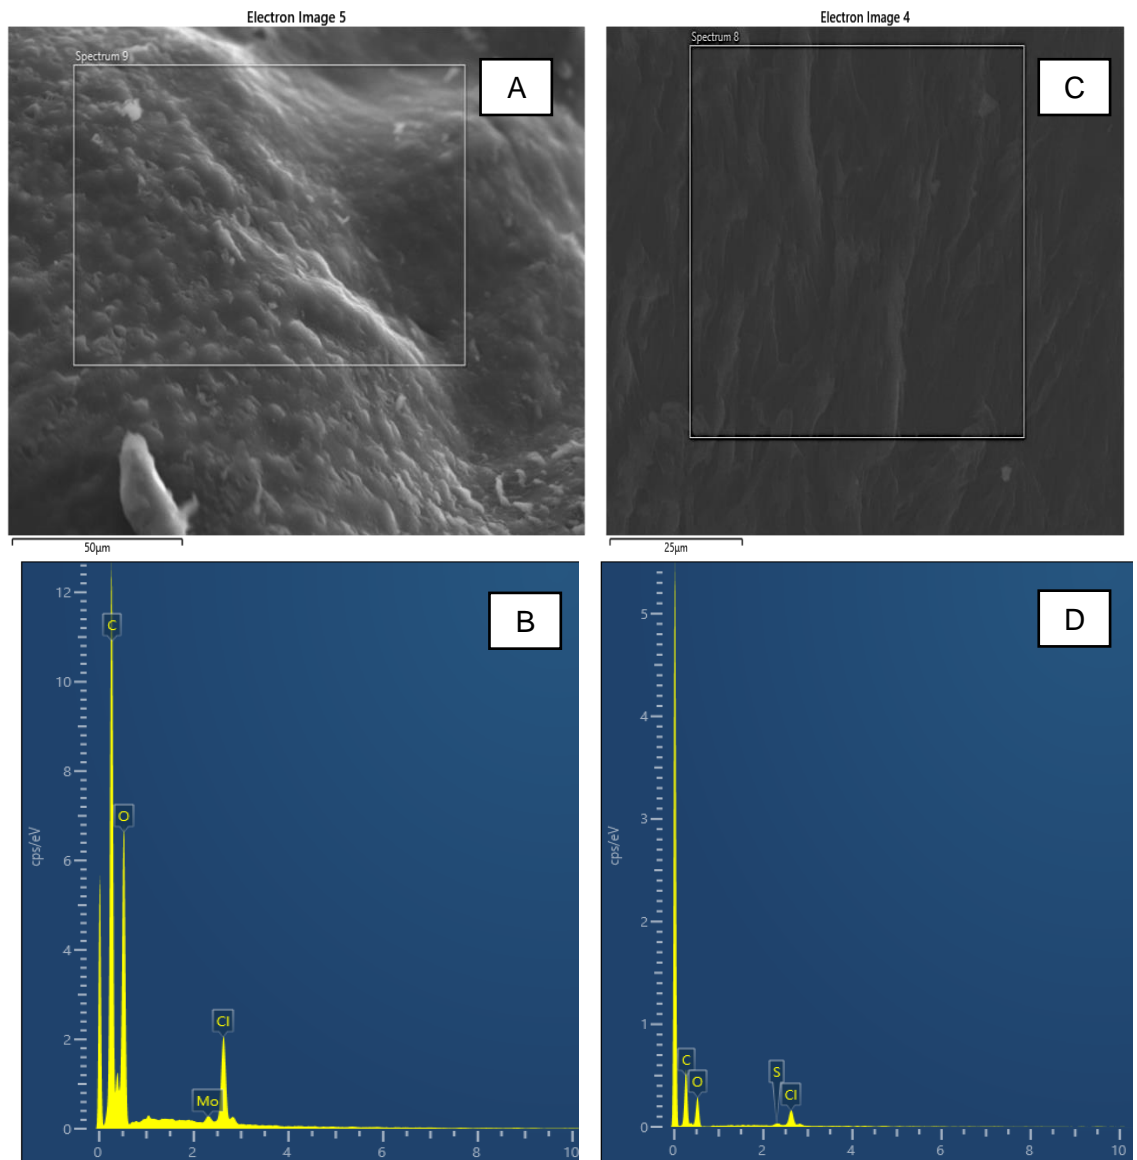 Electron Image 5
Spectrum 9
A
50µm
Electron Image 4
Spectrum 8
C
25µm
B
12
10
8
6
4
2
0
cps/eV
C
O
Mo
Cl
0 2 4 6 8 10
D
5
4
3
2
1
0
cps/eV
C
O
S
Cl
0 2 4 6 8 10